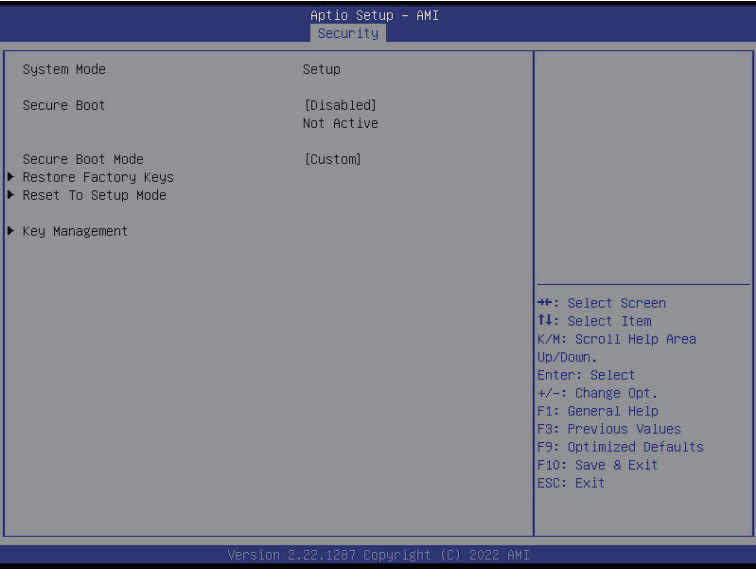 Aptio Setup – AMI
Security
System Mode Setup
Secure Boot [Disabled]
Not Active
Secure Boot Mode [Custom]
▶ Restore Factory Keys
▶ Reset To Setup Mode
▶ Key Management
→←: Select Screen
↑↓: Select Item
K/M: Scroll Help Area
Up/Down.
Enter: Select
+/-: Change Opt.
F1: General Help
F3: Previous Values
F9: Optimized Defaults
F10: Save & Exit
ESC: Exit
Version 2.22.1287 Copyright (C) 2022 AMI